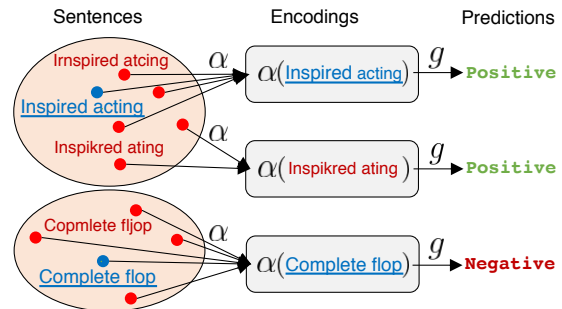 Sentences Encodings Predictions
Irnspired atcing
α α(Inspired acting) g Positive
Inspired acting
α
Inspikred ating α(Inspikred ating) g Positive
Copmlete fljop α
α(Complete flop) g Negative
Complete flop